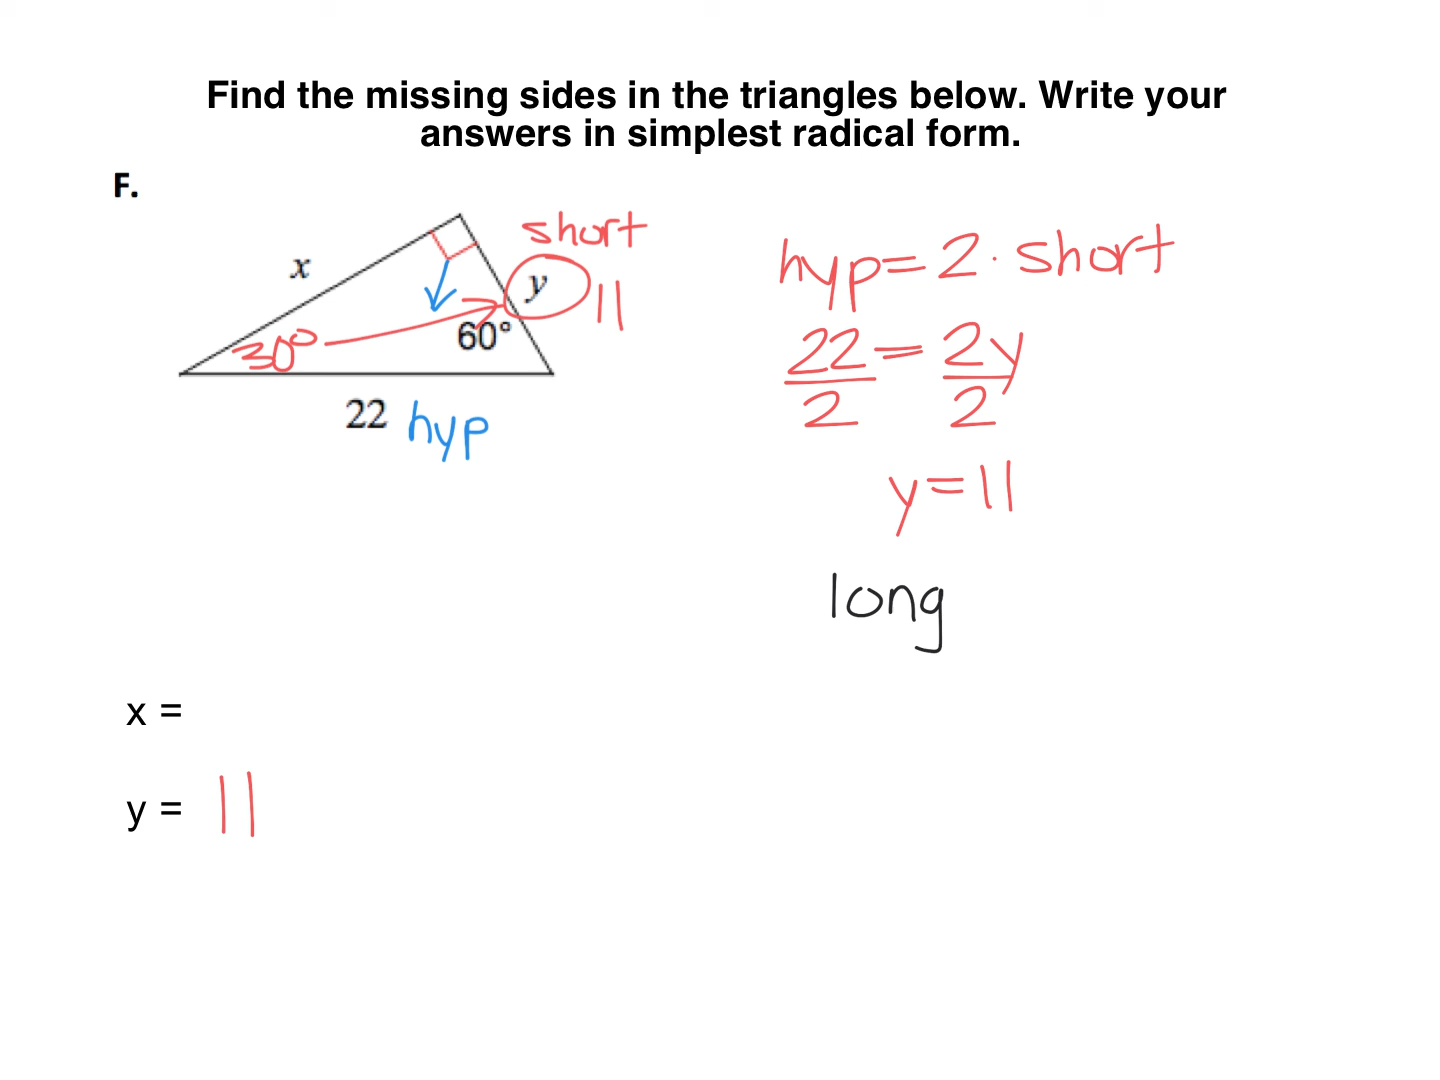 Find the missing sides in the triangles below. Write your
answers in simplest radical form.
F.
short
x
y
11
30°
60°
22 hyp
hyp = 2 · short
22 = 2y
2 2
y = 11
long
x =
y = 11